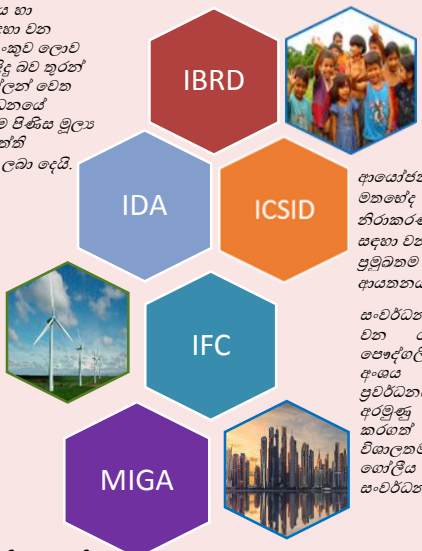 ය හා
හා වන
ංකුව ලොව
බව තුරන්
ලන් වෙත
ධනයේ
ම පිණිස මූල්‍ය
ත්ති
ලබා දෙයි.
IBRD
IDA
ICSID
ආයෝජන
මතභේද
නිරාකරණ
සඳහා වන
ප්‍රමුඛතම
ආයතනය
IFC
සංවර්ධන
වන
පෞද්ගලි
අංශය
ප්‍රවර්ධන
අරමුණු
කරගත්
විශාලතම
ගෝලීය
සංවර්ධන
MIGA